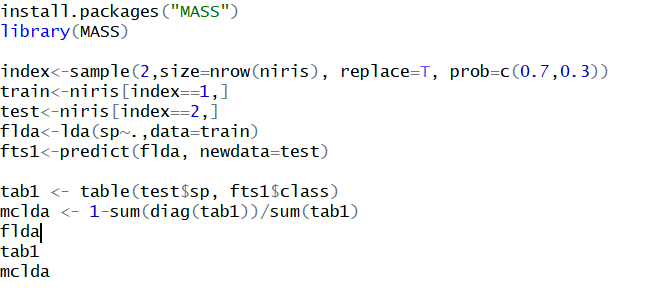 install.packages("MASS")
library(MASS)
index<-sample(2,size=nrow(niris), replace=T, prob=c(0.7,0.3))
train<-niris[index==1,]
test<-niris[index==2,]
flda<-lda(sp~.,data=train)
fts1<-predict(flda, newdata=test)
tab1 <- table(test$sp, fts1$class)
mclda <- 1-sum(diag(tab1))/sum(tab1)
flda
tab1
mclda